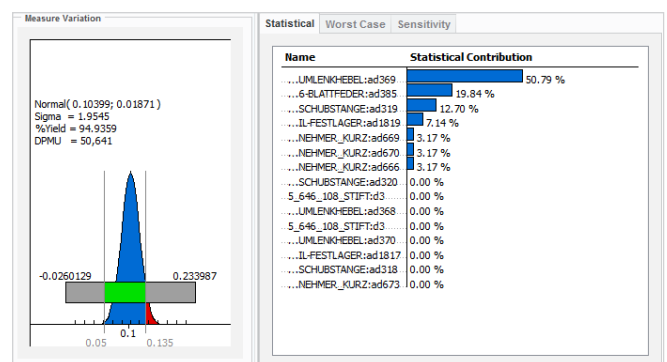 Measure Variation
Normal( 0.10399; 0.01871 )
Sigma = 1.9545
%Yield = 94.9359
DPMU = 50,641
-0.0260129 0.233987
0.1
0.05 0.135
Statistical Worst Case Sensitivity
Name Statistical Contribution
...UMLENKHEBEL:ad369 50.79 %
...6-BLATTFEDER:ad385 19.84 %
...SCHUBSTANGE:ad319 12.70 %
...IL-FESTLAGER:ad1819 7.14 %
...NEHMER_KURZ:ad669 3.17 %
...NEHMER_KURZ:ad670 3.17 %
...NEHMER_KURZ:ad666 3.17 %
...SCHUBSTANGE:ad320 0.00 %
5_646_108_STIFT:d3 0.00 %
...UMLENKHEBEL:ad368 0.00 %
5_646_108_STIFT:d3 0.00 %
...UMLENKHEBEL:ad370 0.00 %
...IL-FESTLAGER:ad1817 0.00 %
...SCHUBSTANGE:ad318 0.00 %
...NEHMER_KURZ:ad673 0.00 %